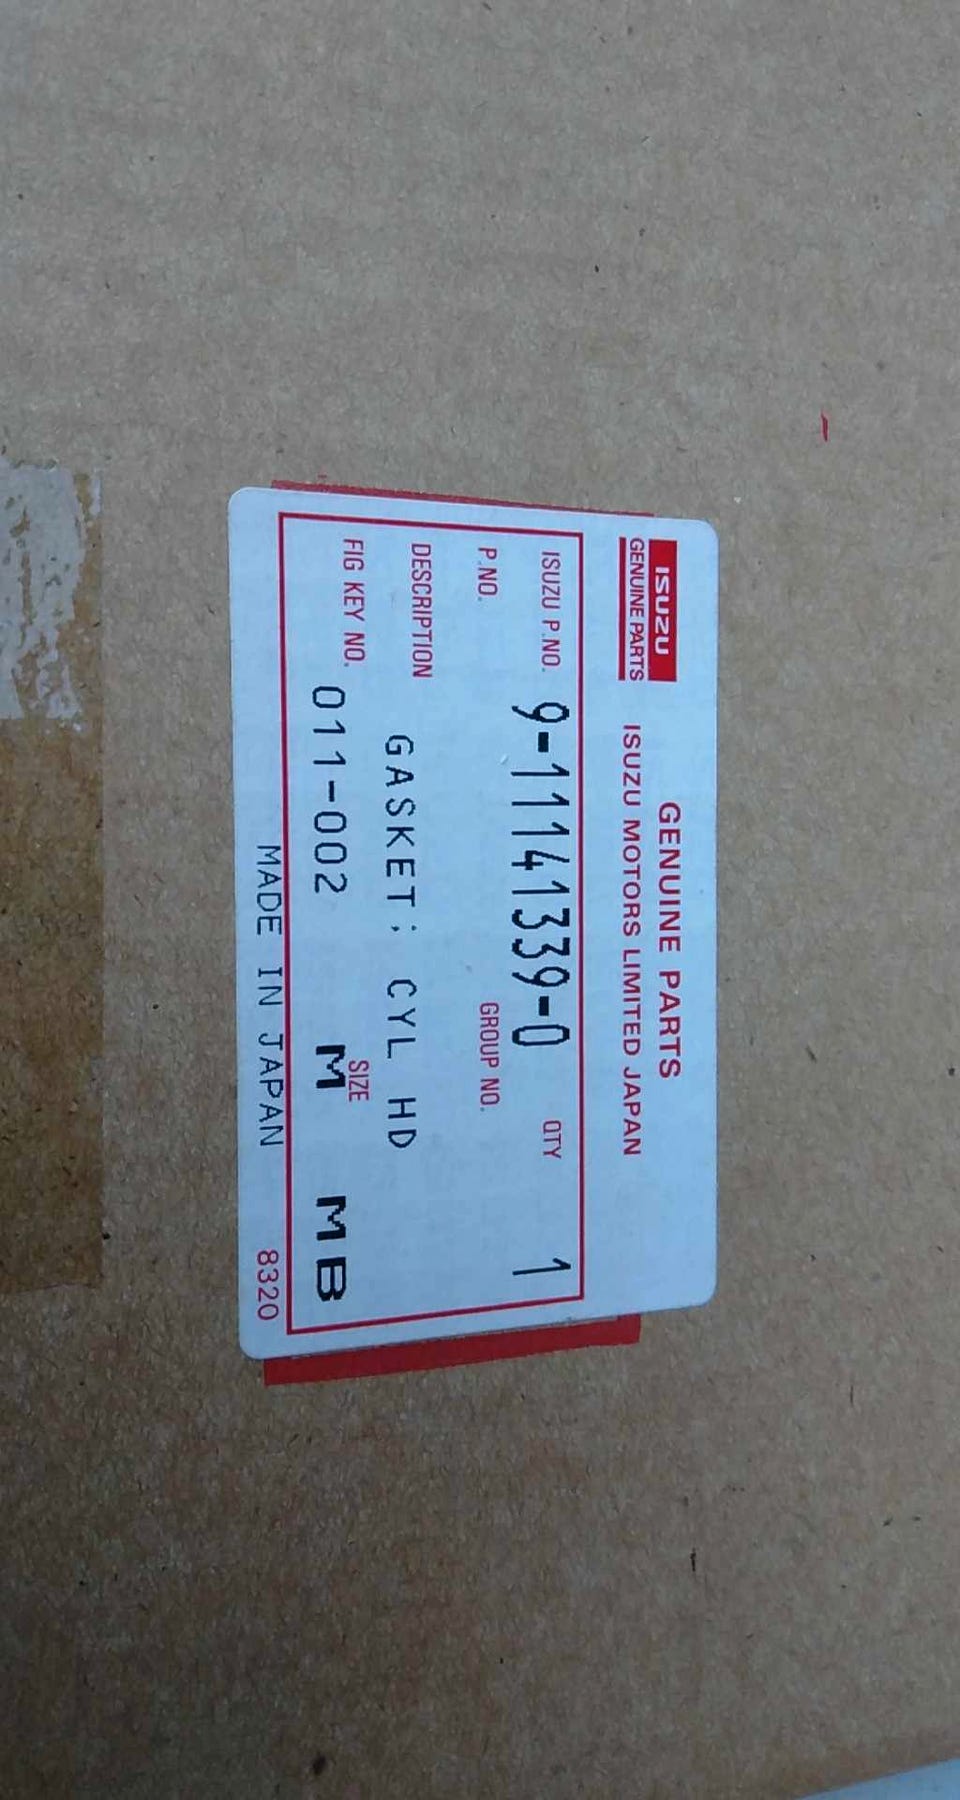 ISUZU
GENUINE PARTS
GENUINE PARTS
ISUZU MOTORS LIMITED JAPAN
ISUZU P.NO. 9-11141339-0 QTY 1
P.NO. GROUP NO.
DESCRIPTION GASKET; CYL HD
FIG KEY NO. 011-002 SIZE M MB
MADE IN JAPAN 8320